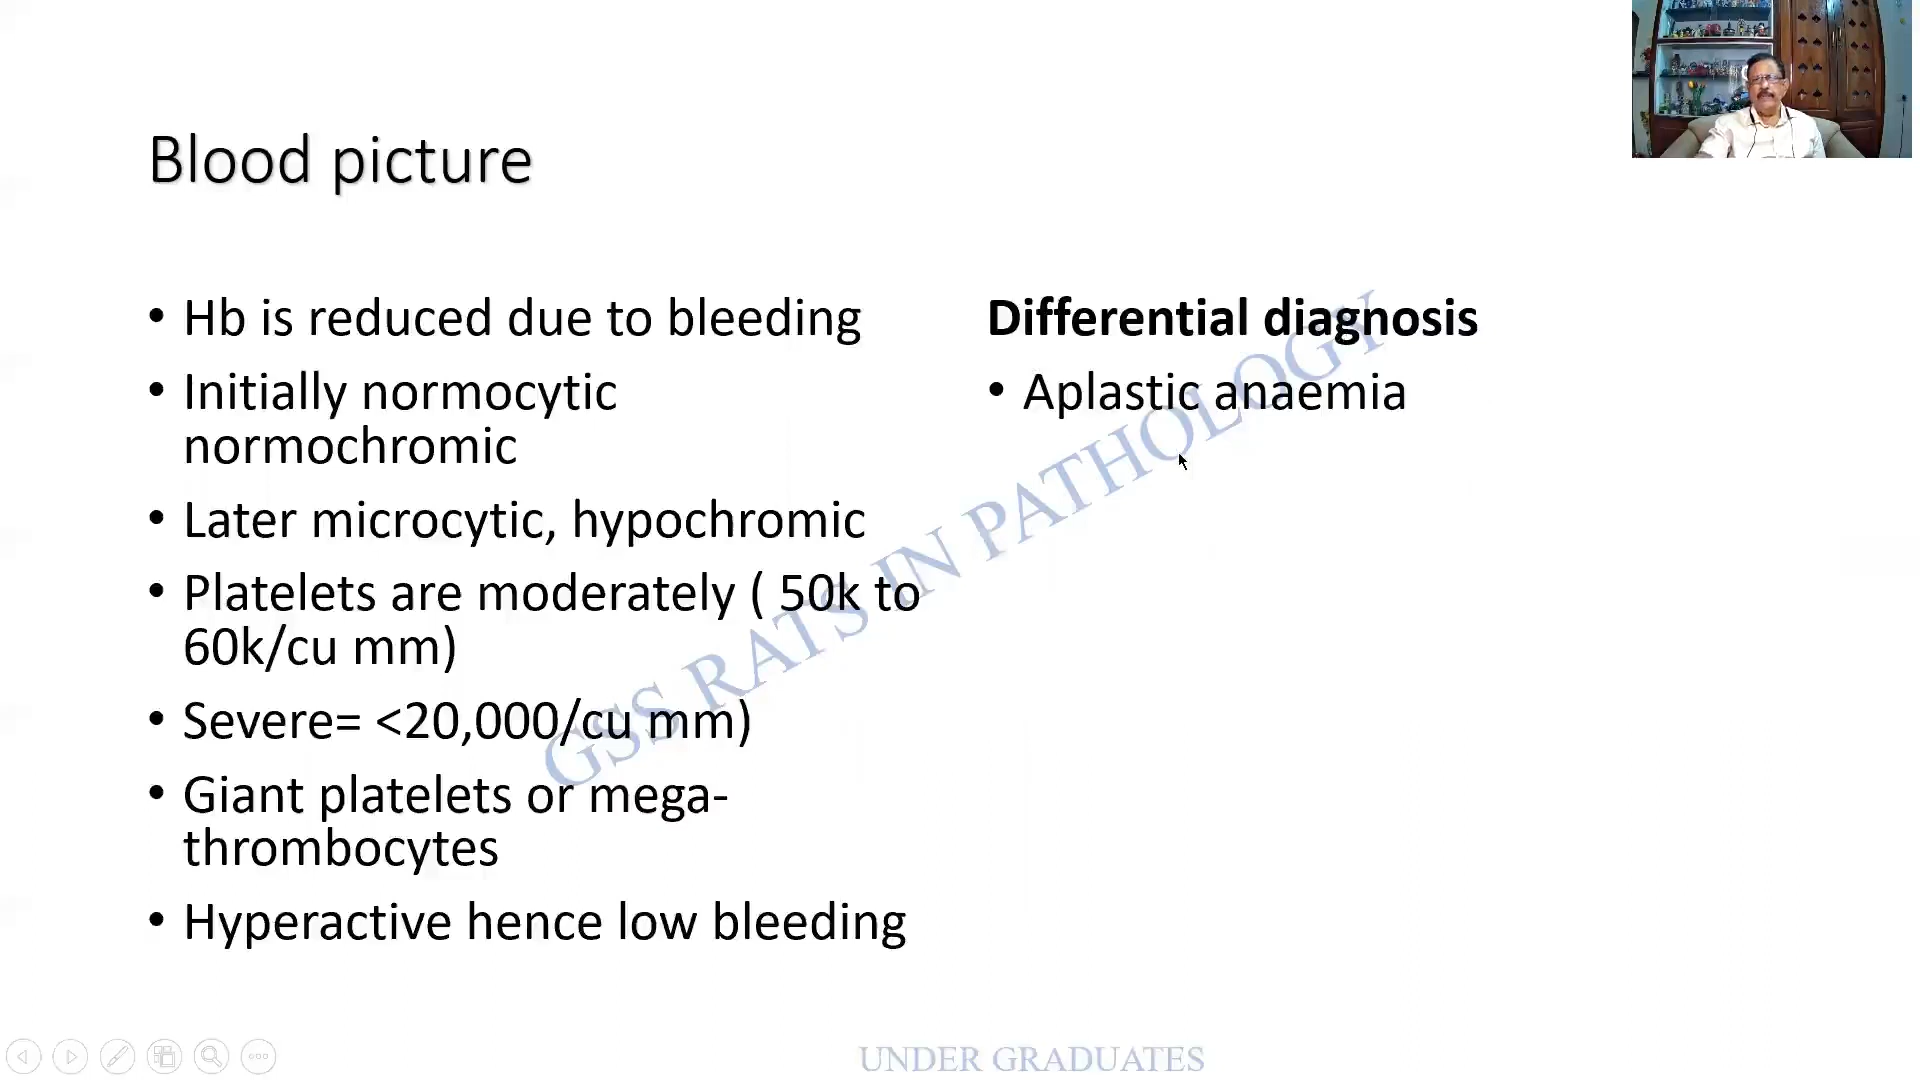 Blood picture
• Hb is reduced due to bleeding
• Initially normocytic
normochromic
• Later microcytic, hypochromic
• Platelets are moderately ( 50k to
60k/cu mm)
• Severe= <20,000/cu mm)
• Giant platelets or mega-
thrombocytes
• Hyperactive hence low bleeding
Differential diagnosis
• Aplastic anaemia
GSS RATS IN PATHOLOGY
UNDER GRADUATES